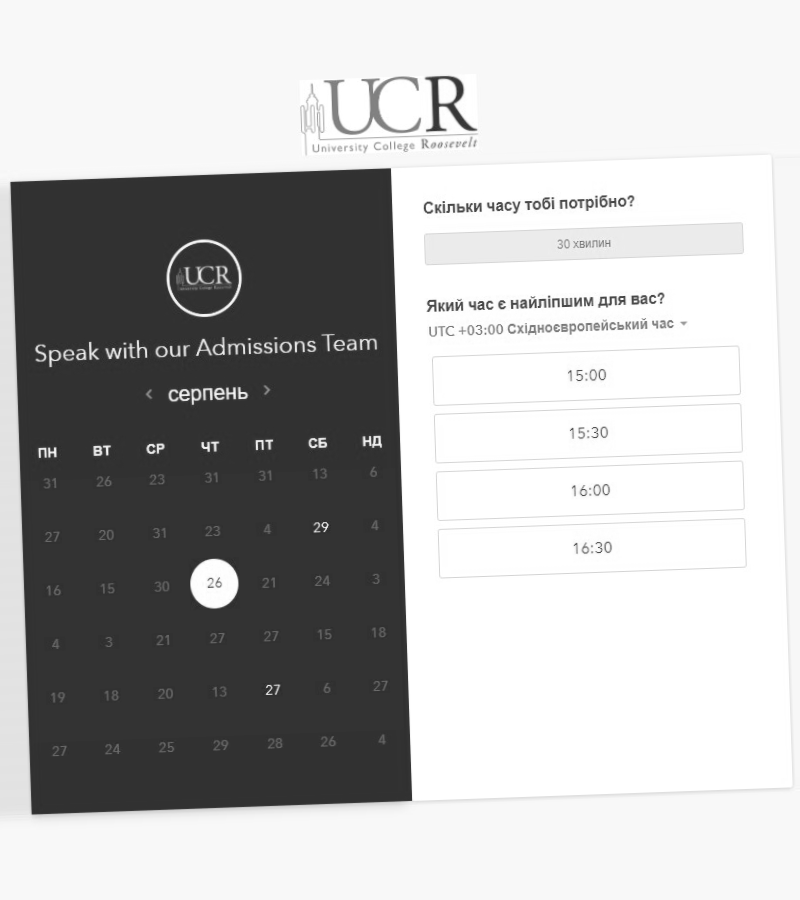 UCR
University College Roosevelt
UCR
University College Roosevelt
Speak with our Admissions Team
серпень
ПН ВТ СР ЧТ ПТ СБ НД
31 26 23 31 31 13 6
27 20 31 23 4 29 4
16 15 30 26 21 24 3
4 3 21 27 27 15 18
19 18 20 13 27 6 27
27 24 25 29 28 26 4
Скільки часу тобі потрібно?
30 хвилин
Який час є найліпшим для вас?
UTC +03:00 Східноєвропейський час
15:00
15:30
16:00
16:30